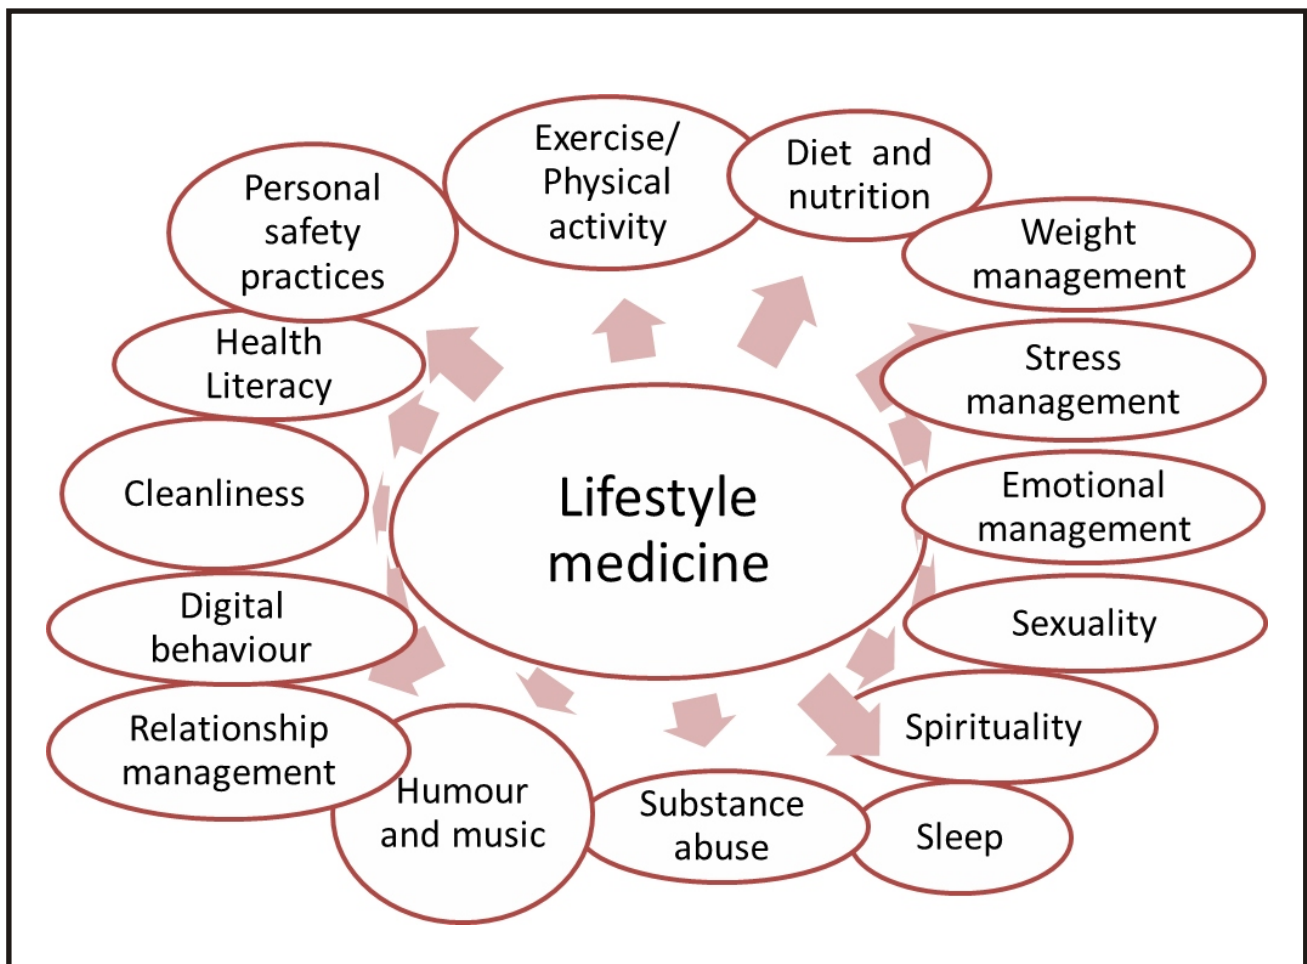 Exercise/
Physical
activity
Diet and
nutrition
Weight
management
Stress
management
Emotional
management
Sexuality
Spirituality
Sleep
Substance
abuse
Humour
and music
Relationship
management
Digital
behaviour
Cleanliness
Health
Literacy
Personal
safety
practices
Lifestyle
medicine